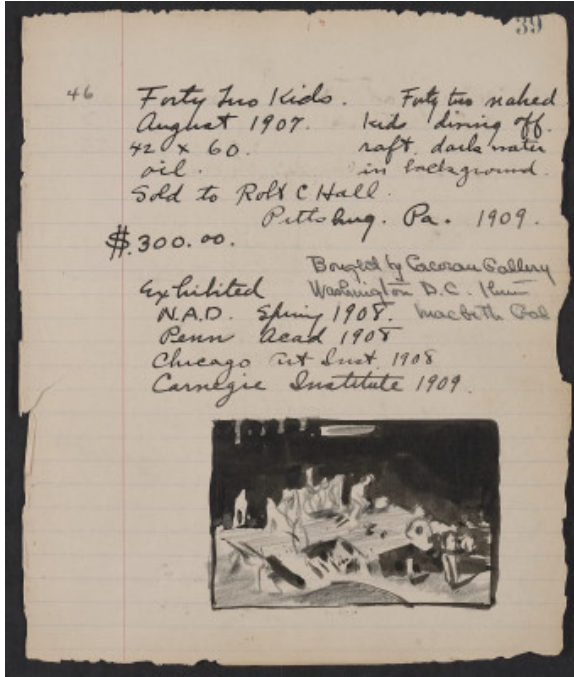 39
46 Forty Two Kids. Forty two naked
August 1907. kids diving off
42 x 60. raft. dark water
oil. in background.
Sold to Robt C Hall
Pittsburg. Pa. 1909.
$300.00.
Bought by Cocoran Gallery
Exhibited Washington D.C. thru
N.A.D. Spring 1908. Macbeth Gal
Penn Acad 1908
Chicago Art Inst 1908
Carnegie Institute 1909.